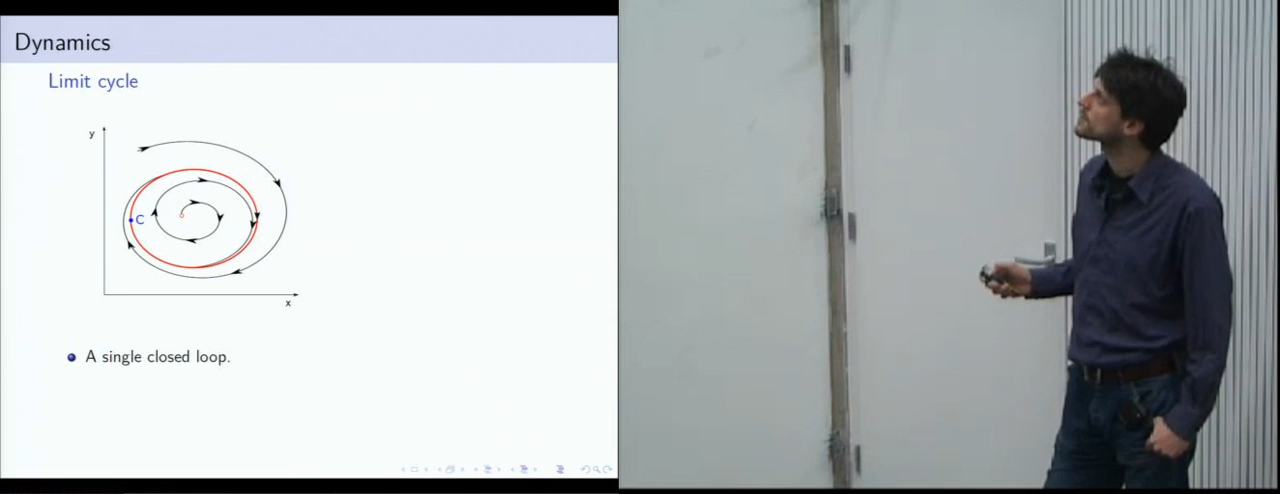 Dynamics
Limit cycle
y
C
x
A single closed loop.